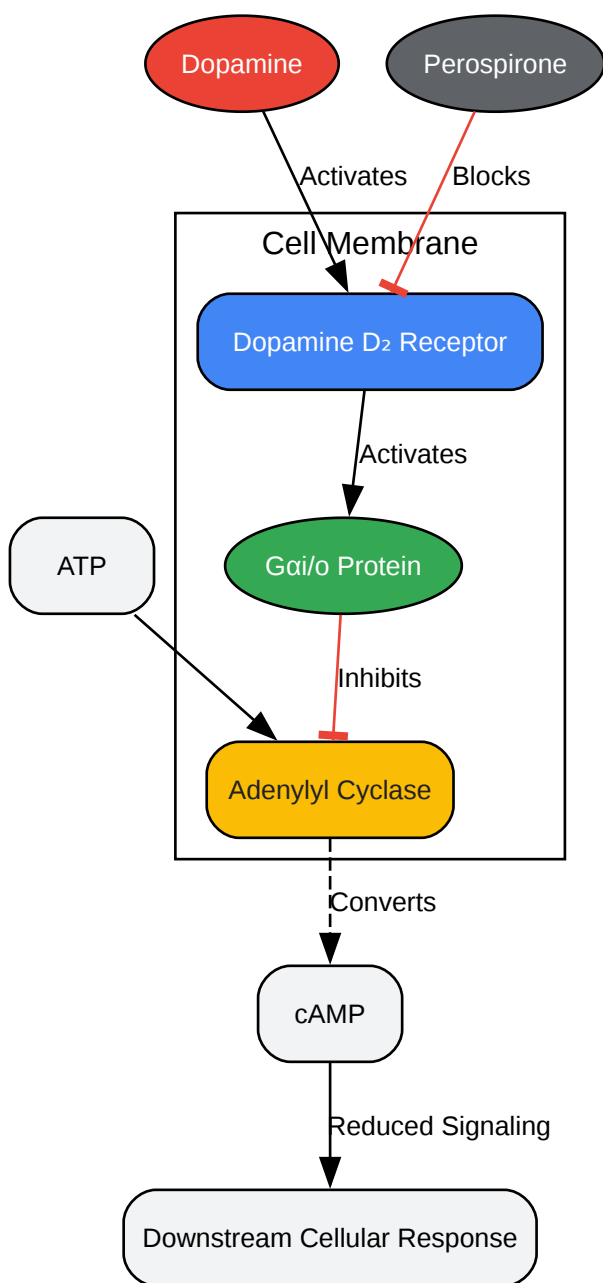 Dopamine
Perospirone
Activates
Blocks
Cell Membrane
Dopamine D₂ Receptor
Activates
ATP
Gαi/o Protein
Inhibits
Adenylyl Cyclase
Converts
cAMP
Reduced Signaling
Downstream Cellular Response